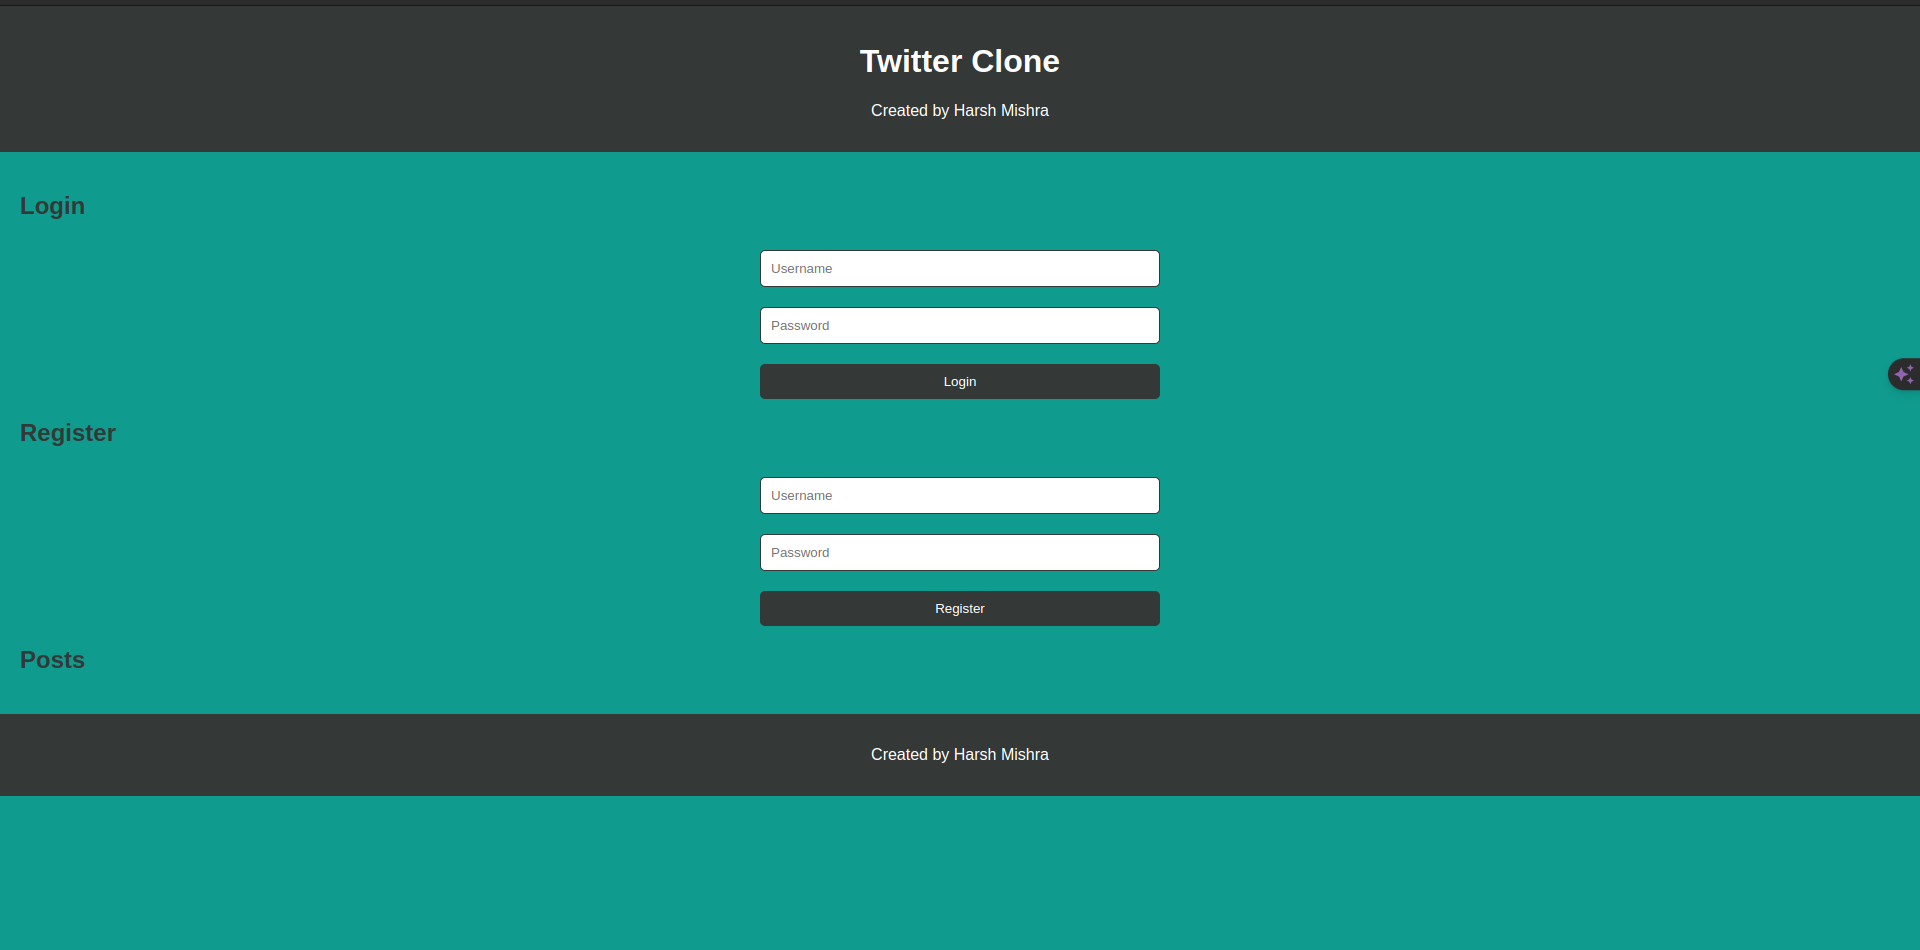 Twitter Clone
Created by Harsh Mishra
Login
Username
Password
Login
Register
Username
Password
Register
Posts
Created by Harsh Mishra